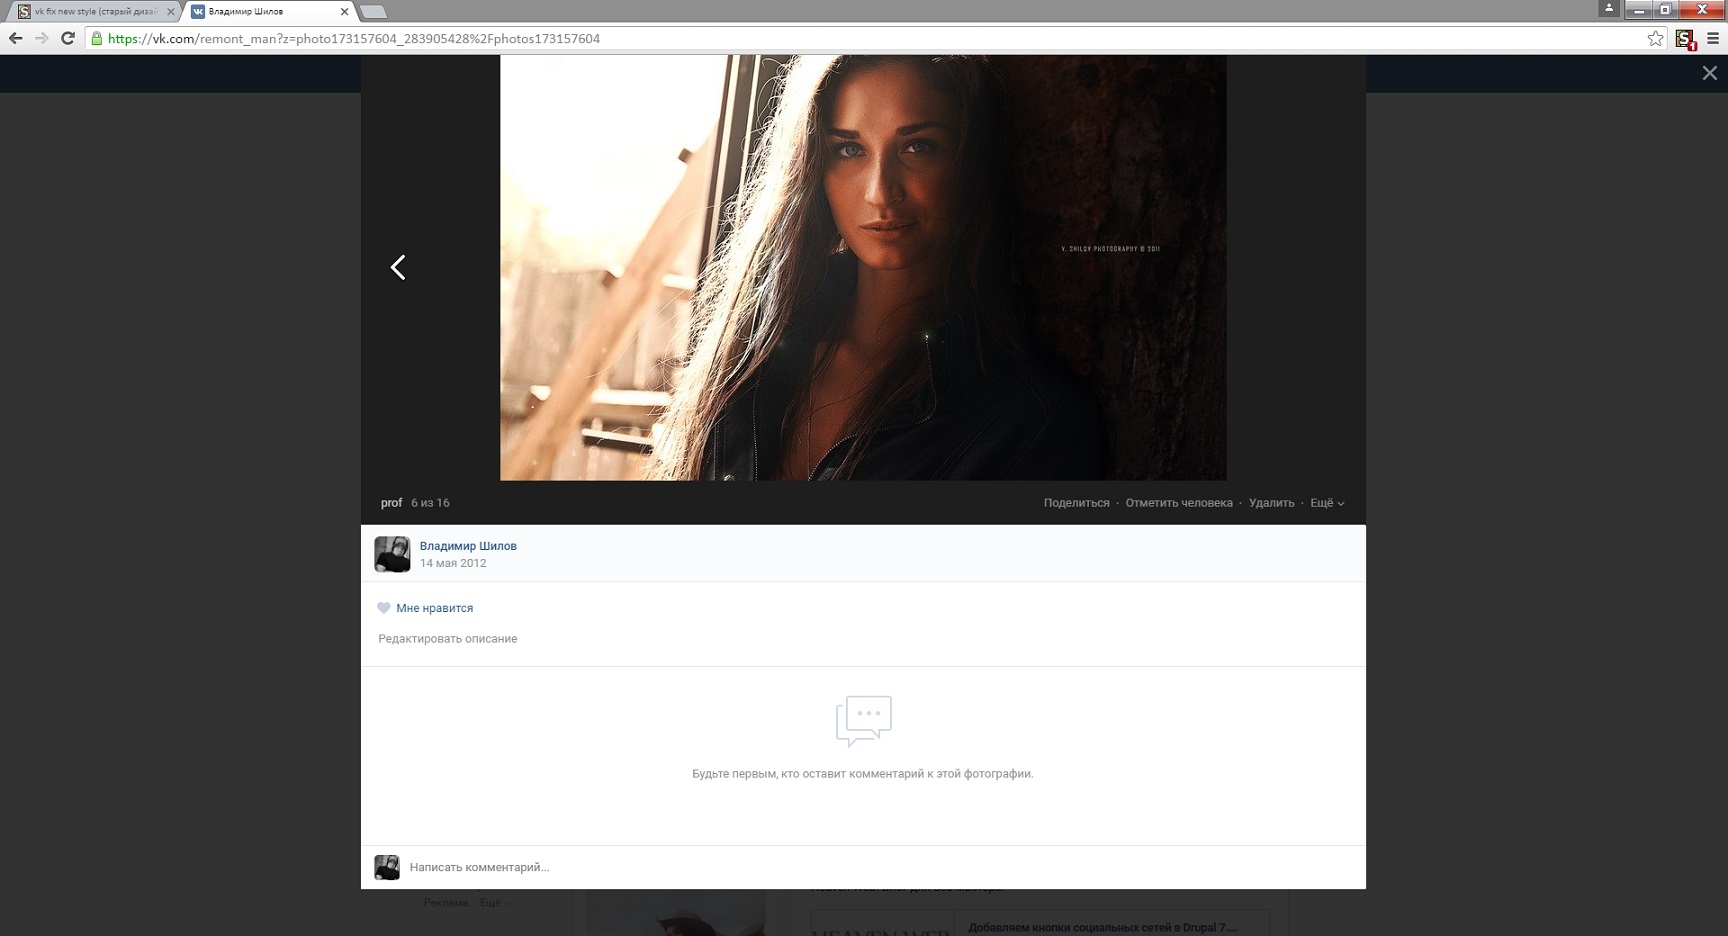 vk fix new style (старый дизай
Владимир Шилов
https://vk.com/remont_man?z=photo173157604_283905428%2Fphotos173157604
V. SHILOV PHOTOGRAPHY © 2011
prof 6 из 16
Поделиться · Отметить человека · Удалить · Ещё
Владимир Шилов
14 мая 2012
Мне нравится
Редактировать описание
Будьте первым, кто оставит комментарий к этой фотографии.
Написать комментарий...
Реклама Ещё
Добавляем кнопки социальных сетей в Drupal 7....